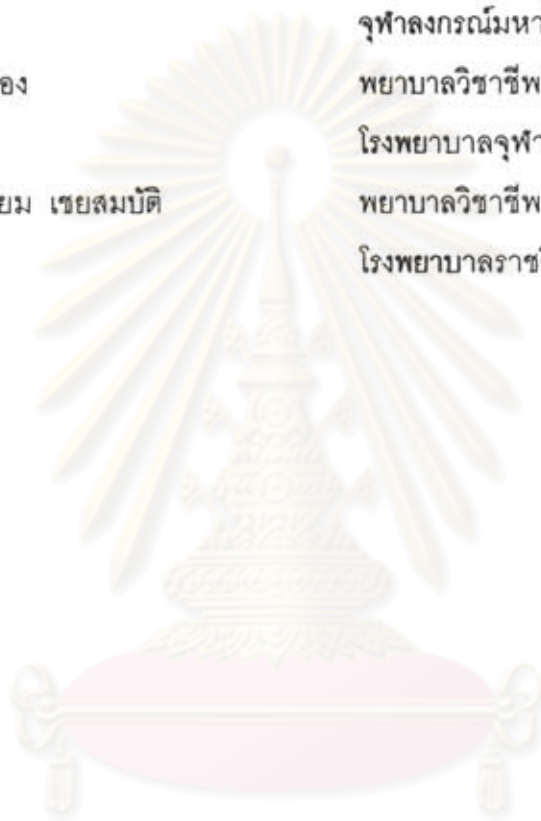 จุฬาลงกรณ์มหา
อง พยาบาลวิชาชีพ
โรงพยาบาลจุฬา
ยม เชยสมบัติ พยาบาลวิชาชีพ
โรงพยาบาลราช